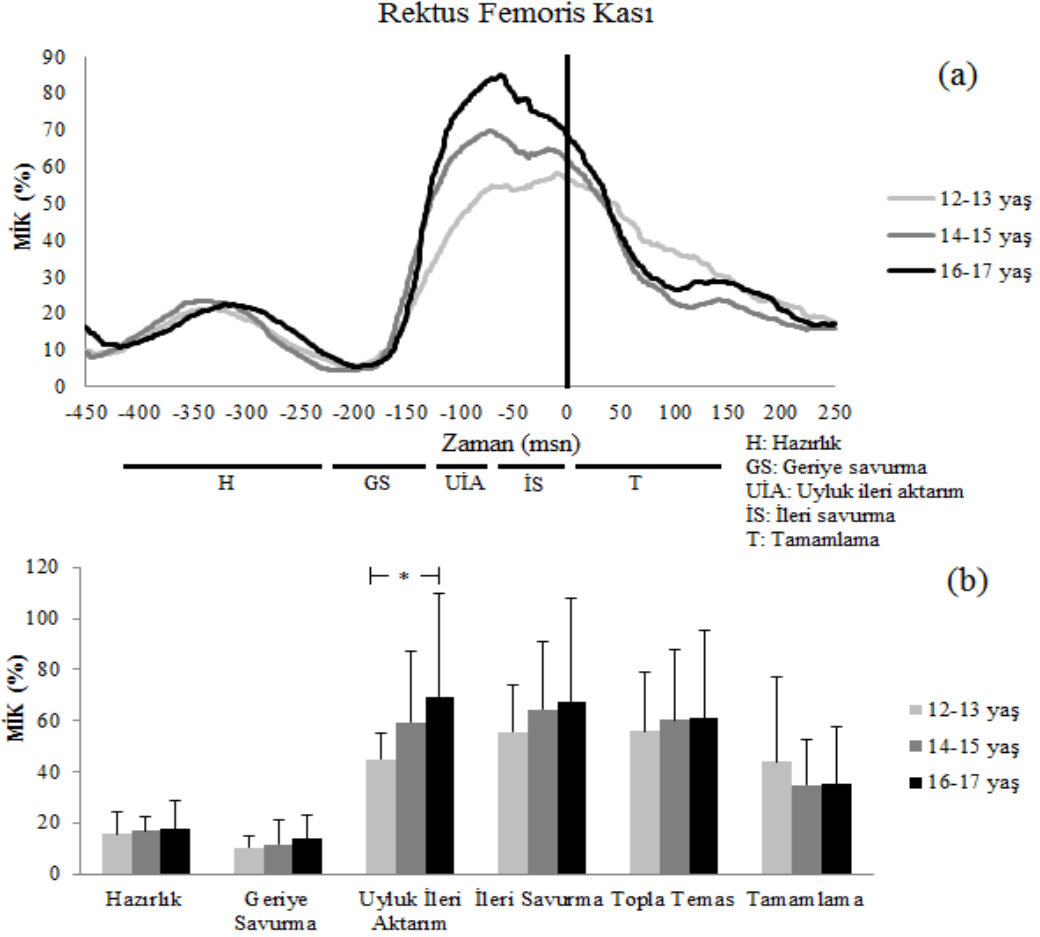 Rektus Femoris Kası
(a)
MİK (%)
90
80
70
60
50
40
30
20
10
0
-450 -400 -350 -300 -250 -200 -150 -100 -50 0 50 100 150 200 250
Zaman (msn)
12-13 yaş
14-15 yaş
16-17 yaş
H GS UİA İS T
H: Hazırlık
GS: Geriye savurma
UİA: Uyluk ileri aktarım
İS: İleri savurma
T: Tamamlama
(b)
MİK (%)
120
100
80
60
40
20
0
*
12-13 yaş
14-15 yaş
16-17 yaş
Hazırlık Geriye Uyluk İleri İleri Savurma Topla Temas Tamamlama
Savurma Aktarım